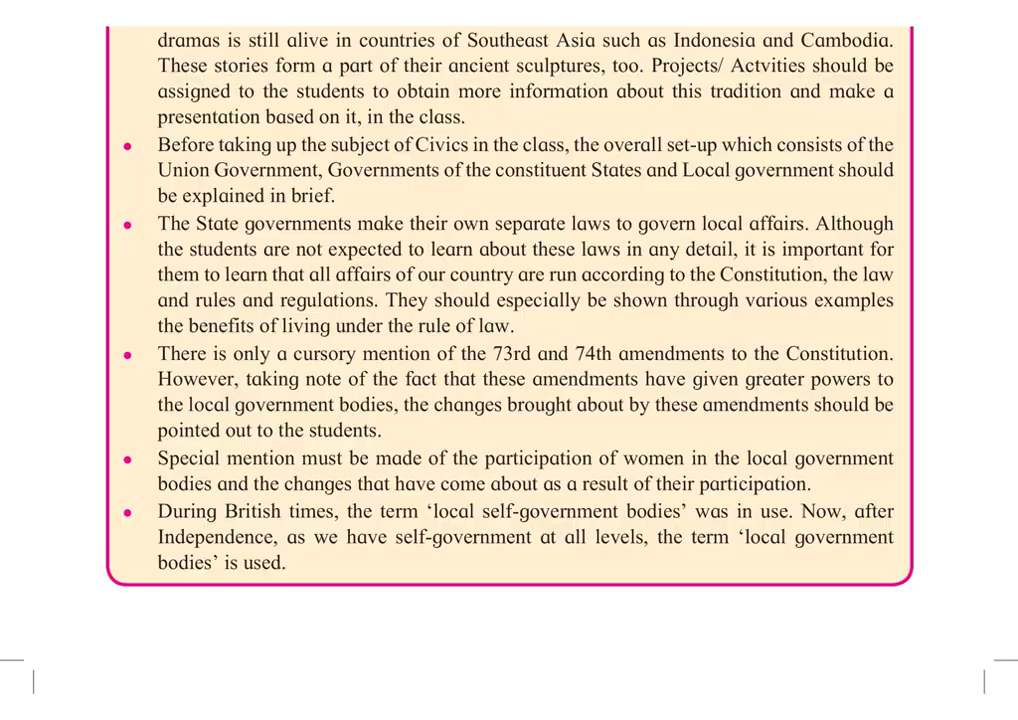 dramas is still alive in countries of Southeast Asia such as Indonesia and Cambodia.
These stories form a part of their ancient sculptures, too. Projects/ Actvities should be
assigned to the students to obtain more information about this tradition and make a
presentation based on it, in the class.
● Before taking up the subject of Civics in the class, the overall set-up which consists of the
Union Government, Governments of the constituent States and Local government should
be explained in brief.
● The State governments make their own separate laws to govern local affairs. Although
the students are not expected to learn about these laws in any detail, it is important for
them to learn that all affairs of our country are run according to the Constitution, the law
and rules and regulations. They should especially be shown through various examples
the benefits of living under the rule of law.
● There is only a cursory mention of the 73rd and 74th amendments to the Constitution.
However, taking note of the fact that these amendments have given greater powers to
the local government bodies, the changes brought about by these amendments should be
pointed out to the students.
● Special mention must be made of the participation of women in the local government
bodies and the changes that have come about as a result of their participation.
● During British times, the term ‘local self-government bodies’ was in use. Now, after
Independence, as we have self-government at all levels, the term ‘local government
bodies’ is used.